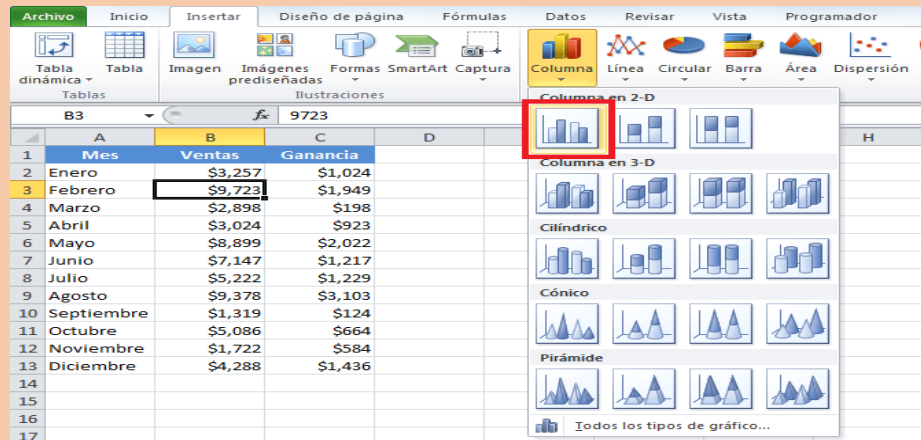 Archivo Inicio Insertar Diseño de página Fórmulas Datos Revisar Vista Programador
Tabla dinámica Tabla Imagen Imágenes prediseñadas Formas SmartArt Captura Columna Línea Circular Barra Área Dispersión
Tablas Ilustraciones
B3 fx 9723
Columna en 2-D
A B C D H
1 Mes Ventas Ganancia
2 Enero $3,257 $1,024
3 Febrero $9,723 $1,949
4 Marzo $2,898 $198
5 Abril $3,024 $923
6 Mayo $8,899 $2,022
7 Junio $7,147 $1,217
8 Julio $5,222 $1,229
9 Agosto $9,378 $3,103
10 Septiembre $1,319 $124
11 Octubre $5,086 $664
12 Noviembre $1,722 $584
13 Diciembre $4,288 $1,436
14
15
16
17
Columna en 3-D
Cilíndrico
Cónico
Pirámide
Todos los tipos de gráfico...